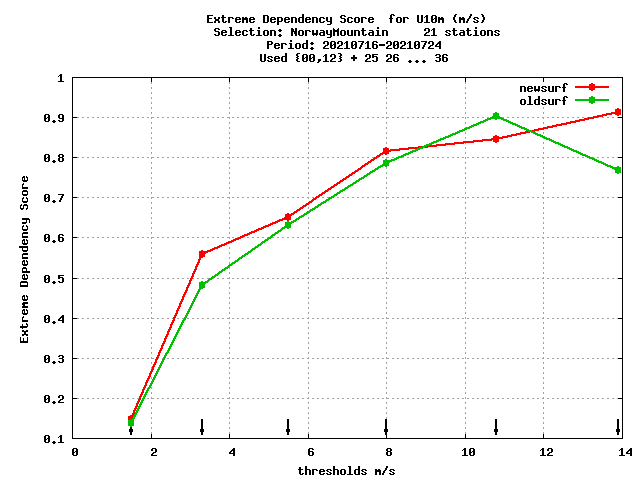 Extreme Dependency Score  for U10m (m/s)
Selection: NorwayMountain     21 stations
Period: 20210716-20210724
Used {00,12} + 25 26 ... 36
newsurf
oldsurf
1
0.9
0.8
0.7
0.6
0.5
0.4
0.3
0.2
0.1
Extreme Dependency Score
0 2 4 6 8 10 12 14
thresholds m/s